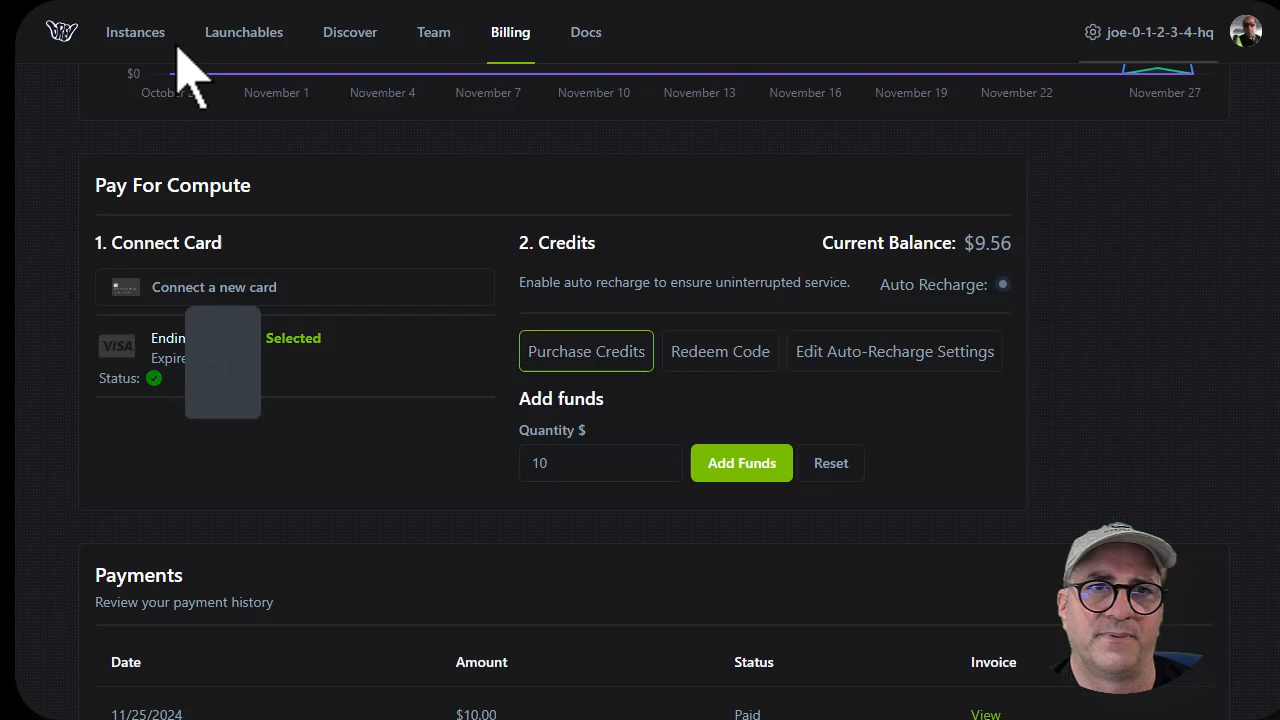 Instances Launchables Discover Team Billing Docs joe-0-1-2-3-4-hq
$0
November 1 November 4 November 7 November 10 November 13 November 16 November 19 November 22 November 27
Pay For Compute
1. Connect Card
Connect a new card
VISA
Selected
Status:
2. Credits
Current Balance: $9.56
Enable auto recharge to ensure uninterrupted service.
Auto Recharge:
Purchase Credits Redeem Code Edit Auto-Recharge Settings
Add funds
Quantity $
10 Add Funds Reset
Payments
Review your payment history
Date Amount Status Invoice
11/25/2024 $10.00 Paid View